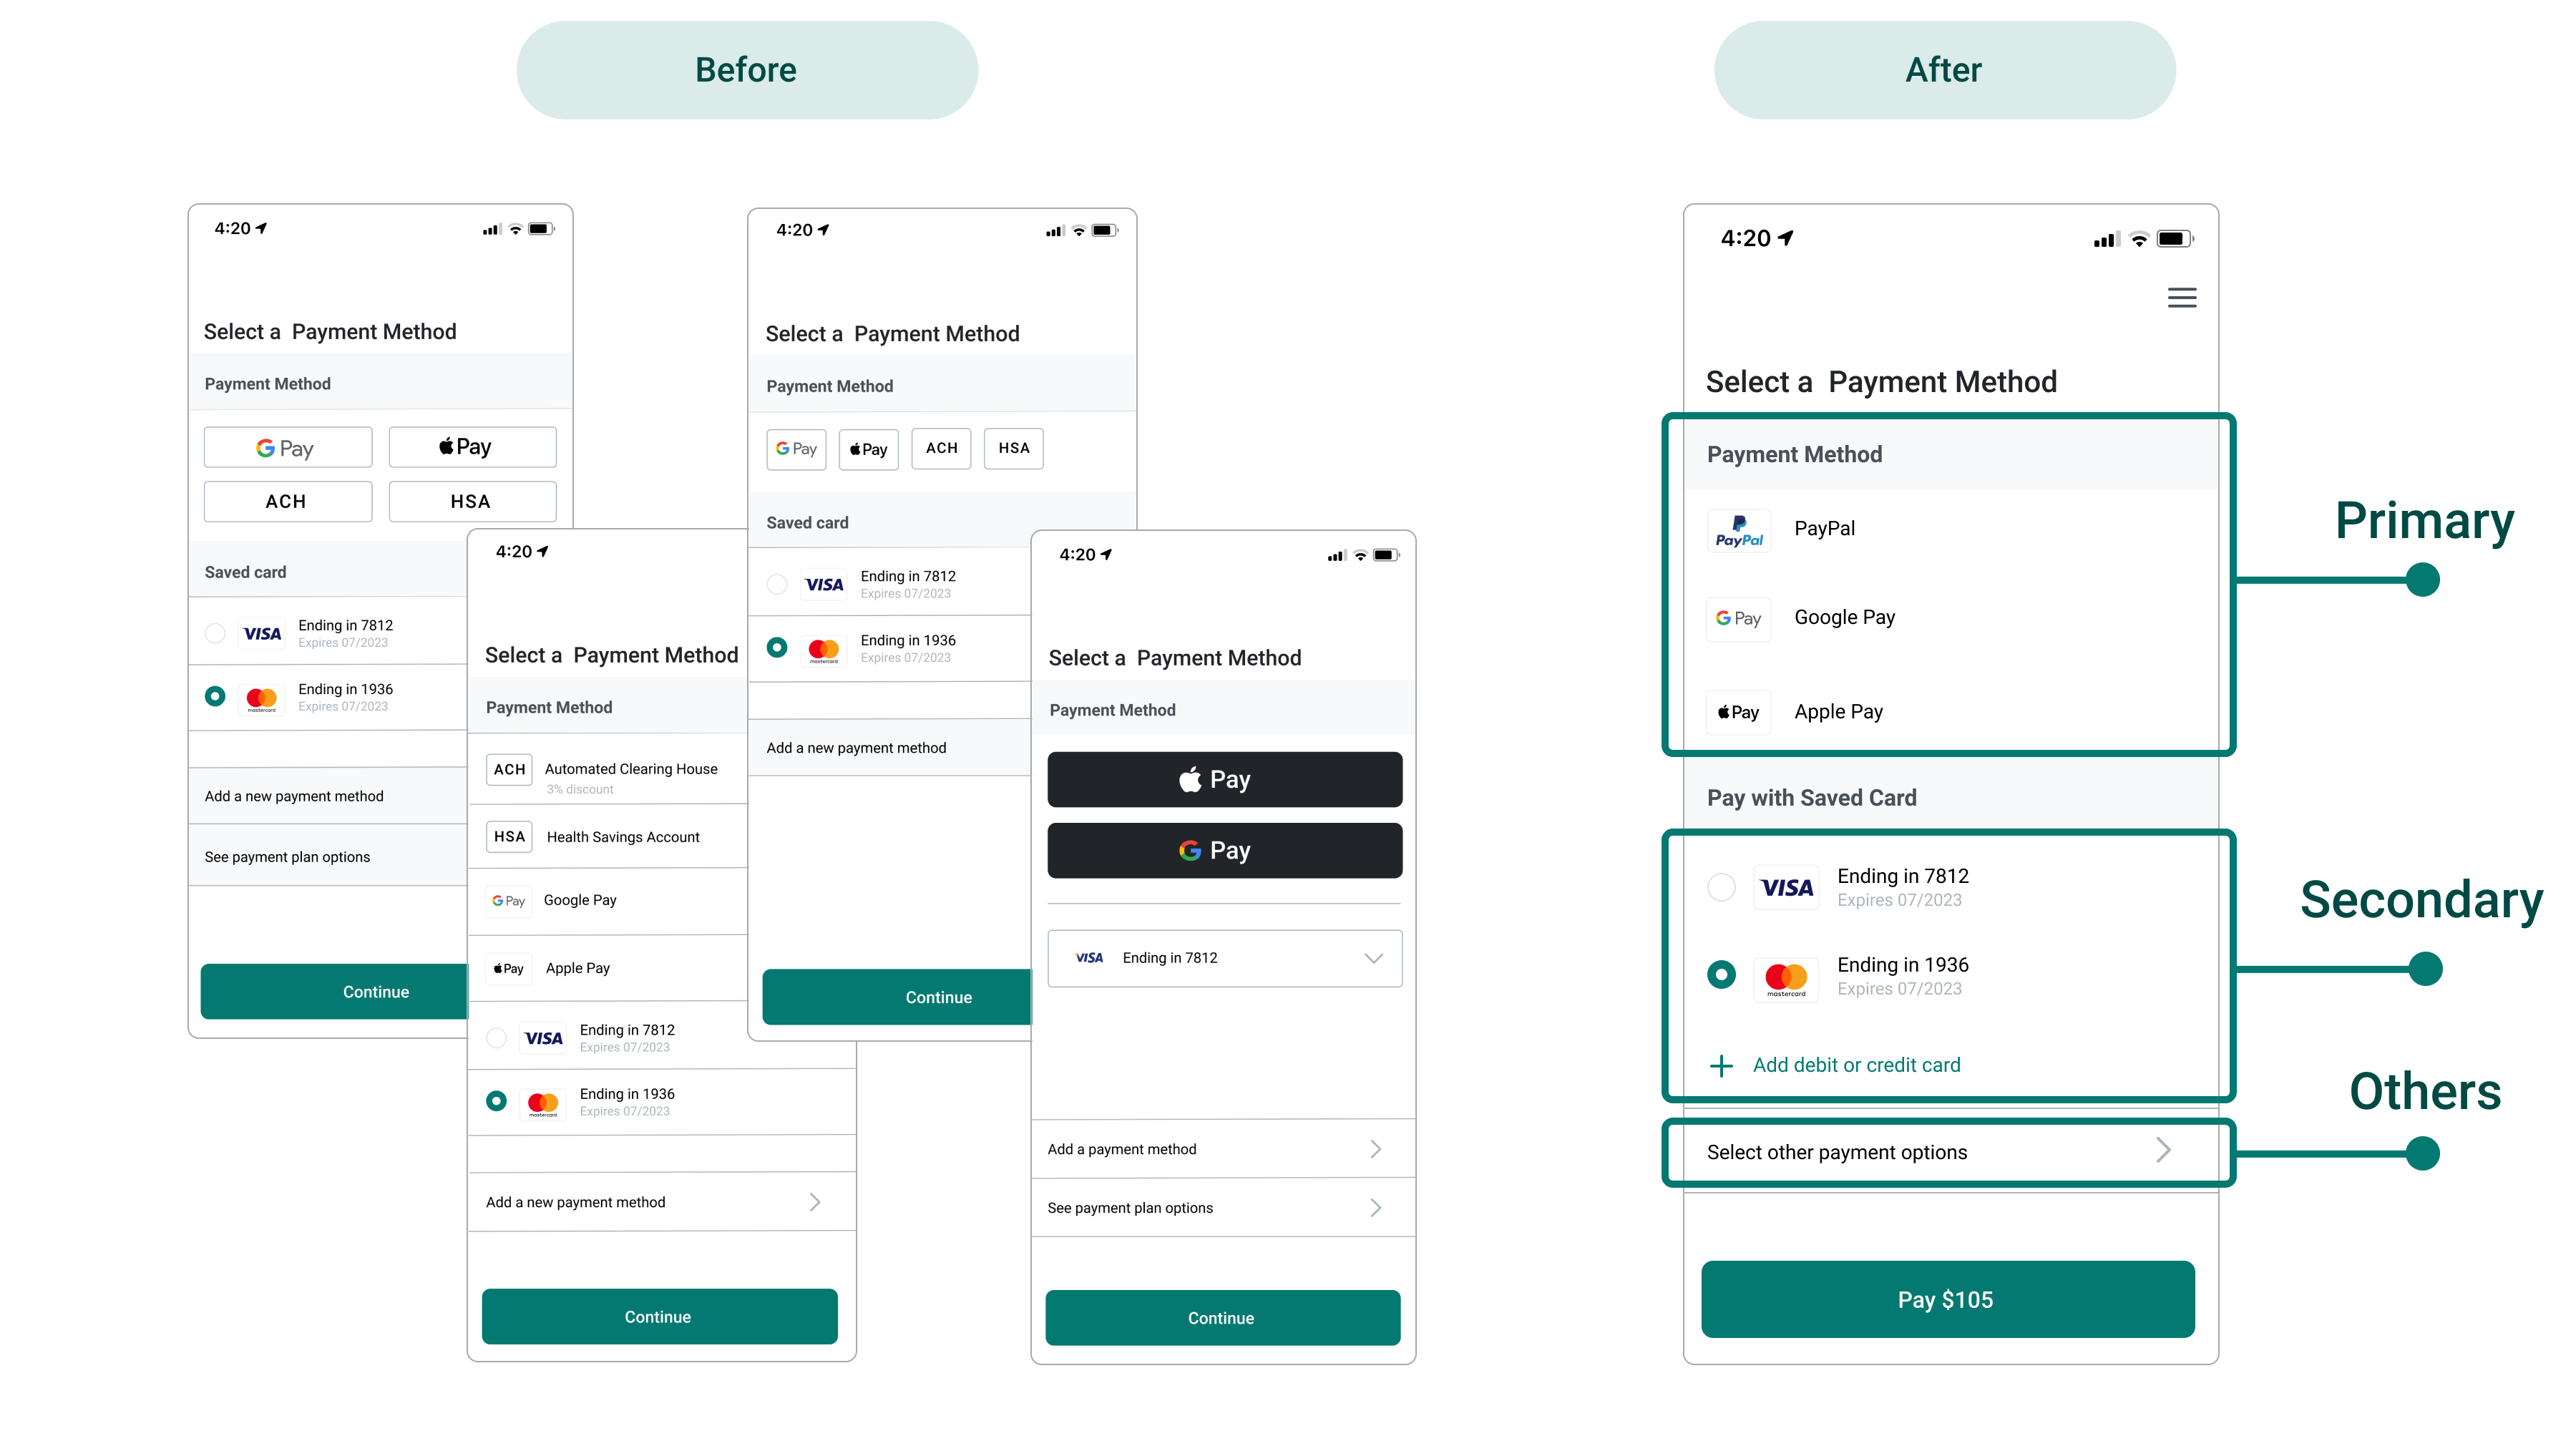 Before
4:20
Select a  Payment Method
Payment Method
G Pay
Pay
ACH
HSA
Saved card
VISA
Ending in 7812
Expires 07/2023
mastercard
Ending in 1936
Expires 07/2023
Add a new payment method
See payment plan options
Continue
4:20
Select a  Payment Method
Payment Method
ACH
Automated Clearing House
3% discount
HSA
Health Savings Account
G Pay
Google Pay
Pay
Apple Pay
VISA
Ending in 7812
Expires 07/2023
mastercard
Ending in 1936
Expires 07/2023
Add a new payment method
Continue
4:20
Select a  Payment Method
Payment Method
G Pay
Pay
ACH
HSA
Saved card
VISA
Ending in 7812
Expires 07/2023
mastercard
Ending in 1936
Expires 07/2023
Add a new payment method
Continue
4:20
Select a  Payment Method
Payment Method
Pay
G Pay
VISA
Ending in 7812
Add a payment method
See payment plan options
Continue
After
4:20
Select a  Payment Method
Payment Method
PayPal
PayPal
G Pay
Google Pay
Pay
Apple Pay
Primary
Pay with Saved Card
VISA
Ending in 7812
Expires 07/2023
mastercard
Ending in 1936
Expires 07/2023
Add debit or credit card
Secondary
Select other payment options
Others
Pay $105